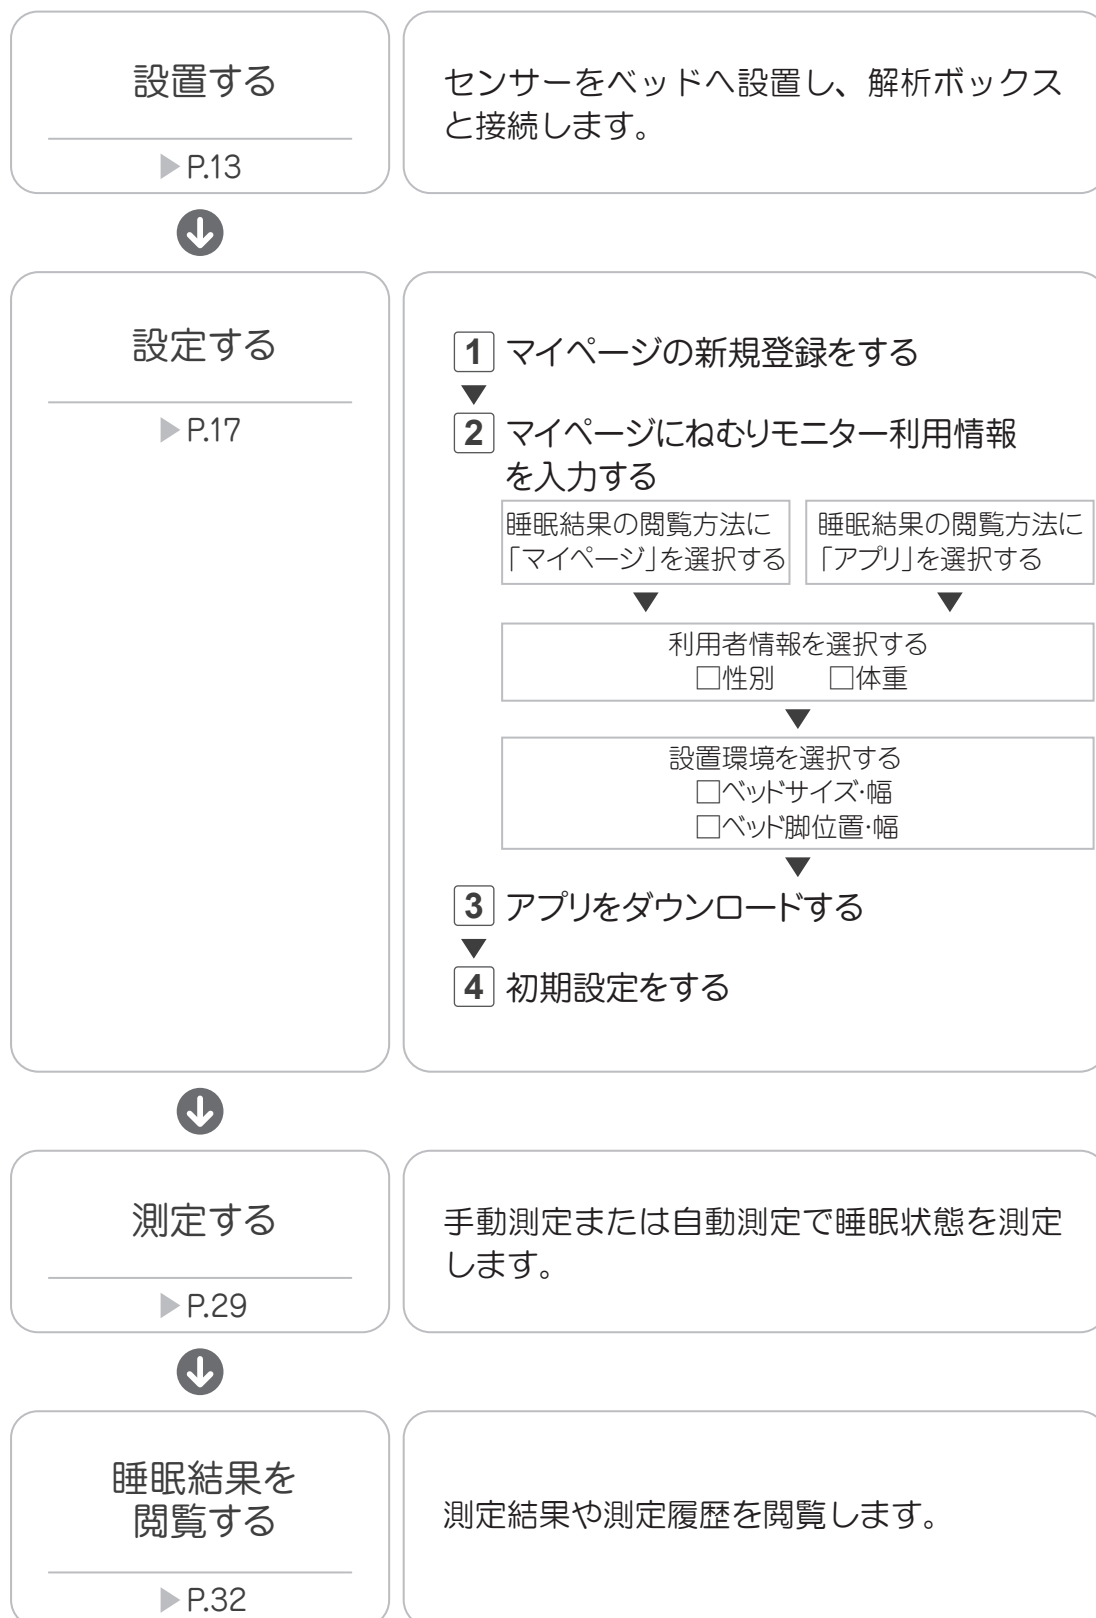 設置する
▶P.13
センサーをベッドへ設置し、解析ボックス
と接続します。
設定する
▶P.17
1 マイページの新規登録をする
2 マイページにねむりモニター利用情報
を入力する
睡眠結果の閲覧方法に
「マイページ」を選択する
睡眠結果の閲覧方法に
「アプリ」を選択する
利用者情報を選択する
□性別 □体重
設置環境を選択する
□ベッドサイズ・幅
□ベッド脚位置・幅
3 アプリをダウンロードする
4 初期設定をする
測定する
▶P.29
手動測定または自動測定で睡眠状態を測定
します。
睡眠結果を
閲覧する
▶P.32
測定結果や測定履歴を閲覧します。